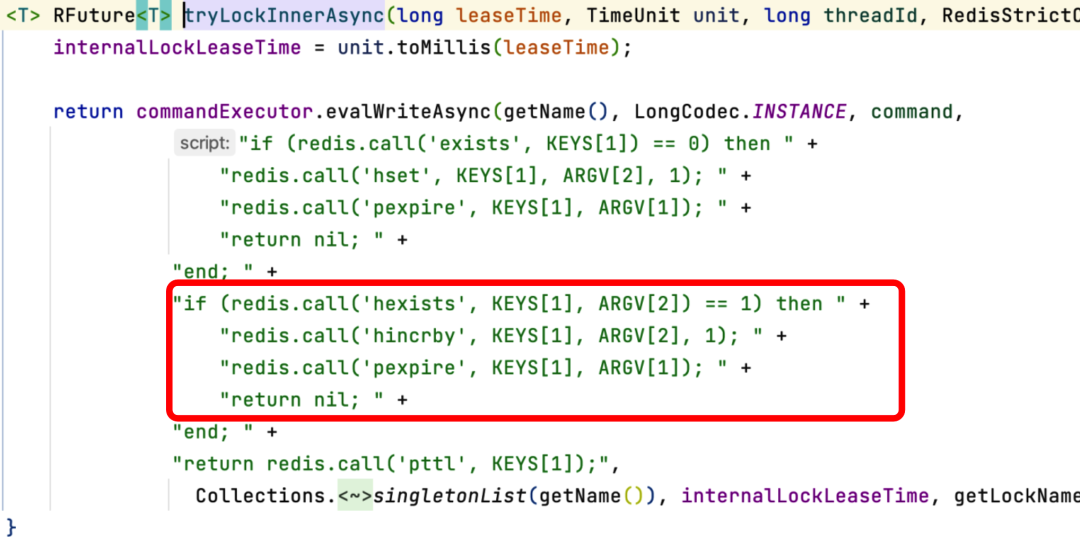 <T> RFuture<T> tryLockInnerAsync(long leaseTime, TimeUnit unit, long threadId, RedisStrictC
internalLockLeaseTime = unit.toMillis(leaseTime);
return commandExecutor.evalWriteAsync(getName(), LongCodec.INSTANCE, command,
script: "if (redis.call('exists', KEYS[1]) == 0) then " +
"redis.call('hset', KEYS[1], ARGV[2], 1); " +
"redis.call('pexpire', KEYS[1], ARGV[1]); " +
"return nil; " +
"end; " +
"if (redis.call('hexists', KEYS[1], ARGV[2]) == 1) then " +
"redis.call('hincrby', KEYS[1], ARGV[2], 1); " +
"redis.call('pexpire', KEYS[1], ARGV[1]); " +
"return nil; " +
"end; " +
"return redis.call('pttl', KEYS[1]);",
Collections.<~>singletonList(getName()), internalLockLeaseTime, getLockName
}